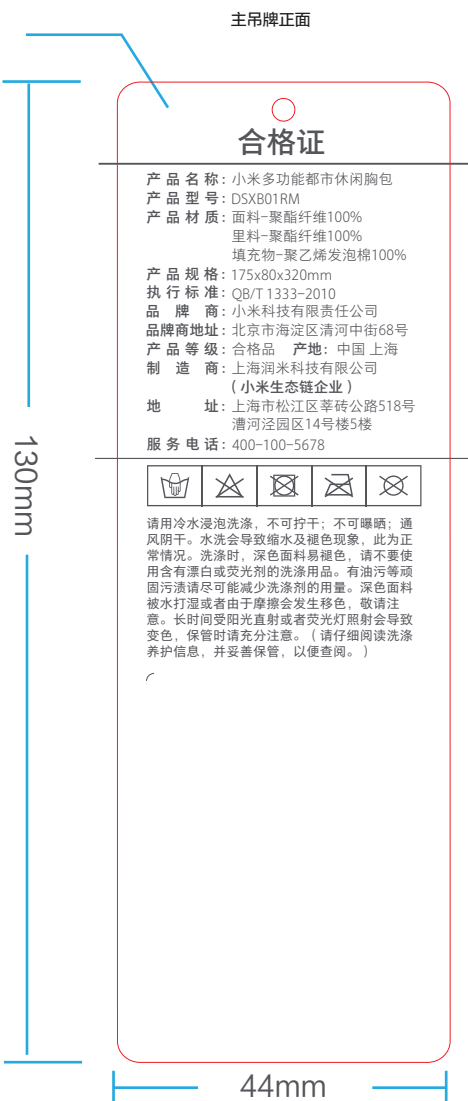 主吊牌正面
合格证
产品名称：小米多功能都市休闲胸包
产品型号：DSXB01RM
产品材质：面料-聚酯纤维100%
里料-聚酯纤维100%
填充物-聚乙烯发泡棉100%
产品规格：175x80x320mm
执行标准：QB/T 1333-2010
品牌商：小米科技有限责任公司
品牌商地址：北京市海淀区清河中街68号
产品等级：合格品 产地：中国 上海
制造商：上海润米科技有限公司
（小米生态链企业）
地址：上海市松江区莘砖公路518号
漕河泾园区14号楼5楼
服务电话：400-100-5678
请用冷水浸泡洗涤，不可拧干；不可曝晒；通
风阴干。水洗会导致缩水及褪色现象，此为正
常情况。洗涤时，深色面料易褪色，请不要使
用含有漂白或荧光剂的洗涤用品。有油污等顽
固污渍请尽可能减少洗涤剂的用量。深色面料
被水打湿或者由于摩擦会发生移色，敬请注
意。长时间受阳光直射或者荧光灯照射会导致
变色，保管时请充分注意。（请仔细阅读洗涤
养护信息，并妥善保管，以便查阅。）
130mm
44mm